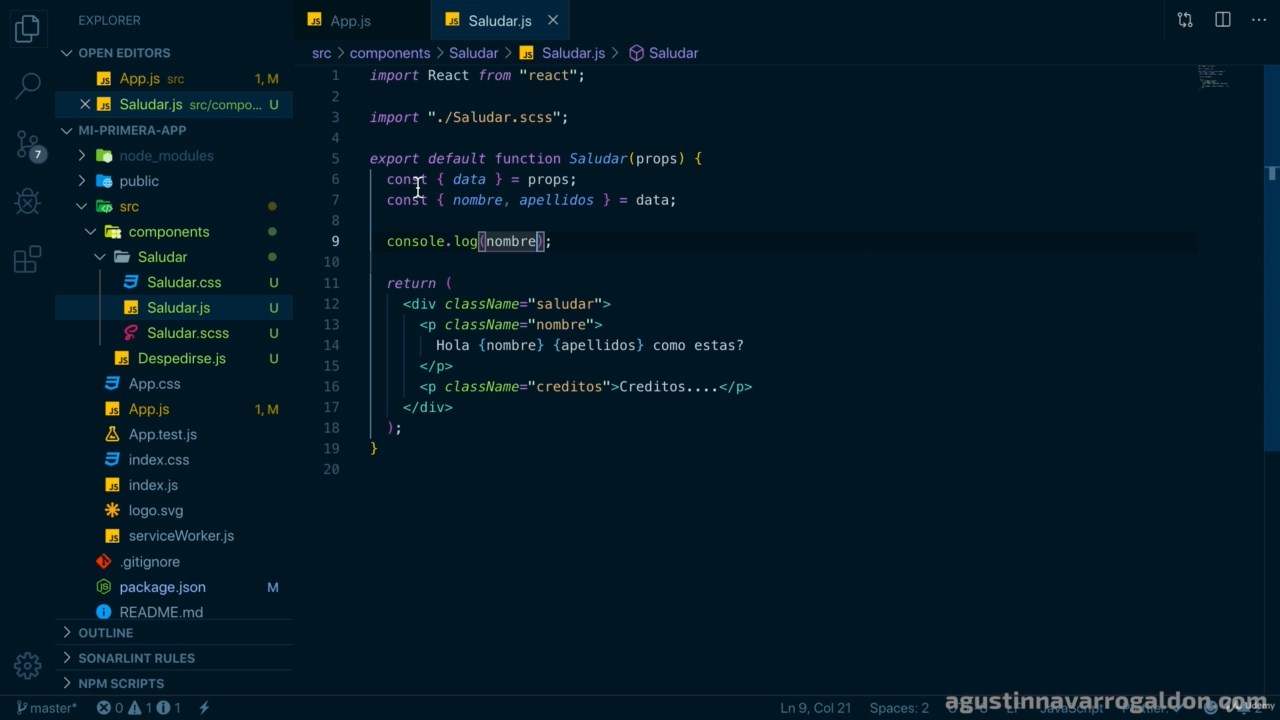 EXPLORER
OPEN EDITORS
App.js src 1, M
Saludar.js src/compo... U
MI-PRIMERA-APP
node_modules
public
src
components
Saludar
Saludar.css U
Saludar.js U
Saludar.scss U
Despedirse.js U
App.css
App.js 1, M
App.test.js
index.css
index.js
logo.svg
serviceWorker.js
.gitignore
package.json M
README.md
OUTLINE
SONARLINT RULES
NPM SCRIPTS
7
App.js Saludar.js
src > components > Saludar > Saludar.js > Saludar
1 import React from "react";
2
3 import "./Saludar.scss";
4
5 export default function Saludar(props) {
6 const { data } = props;
7 const { nombre, apellidos } = data;
8
9 console.log(nombre);
10
11 return (
12 <div className="saludar">
13 <p className="nombre">
14 Hola {nombre} {apellidos} como estas?
15 </p>
16 <p className="creditos">Creditos....</p>
17 </div>
18 );
19 }
20
master* 0 1 1 Ln 9, Col 21 Spaces: 2
agustinnavarrogaldon.com